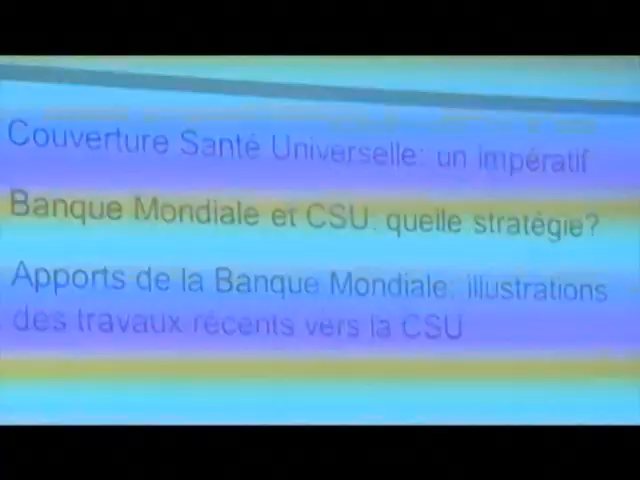 Couverture Santé Universelle: un impératif
Banque Mondiale et CSU: quelle stratégie?
Apports de la Banque Mondiale: illustrations
des travaux récents vers la CSU